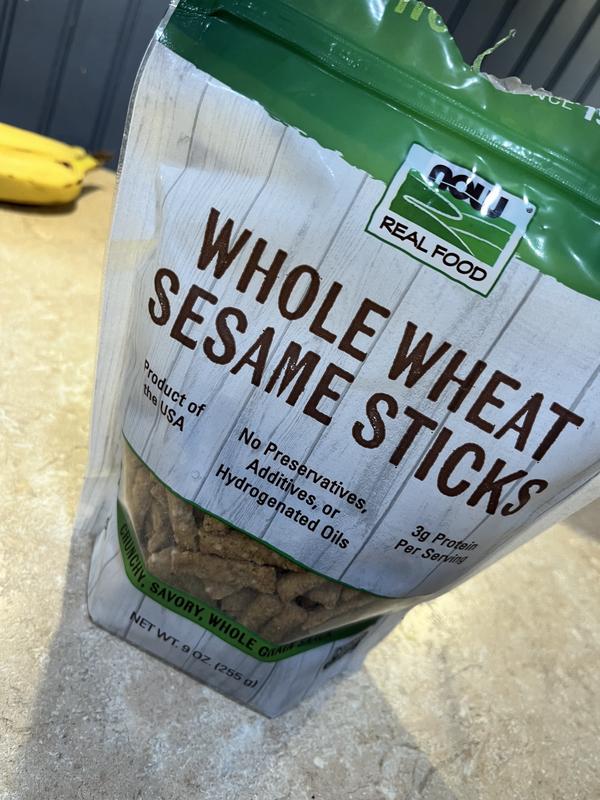 now
REAL FOOD
WHOLE WHEAT
SESAME STICKS
Product of
the USA
No Preservatives,
Additives, or
Hydrogenated Oils
3g Protein
Per Serving
CRUNCHY, SAVORY, WHOLE GRAIN
NET WT. 9 OZ. (255 g)